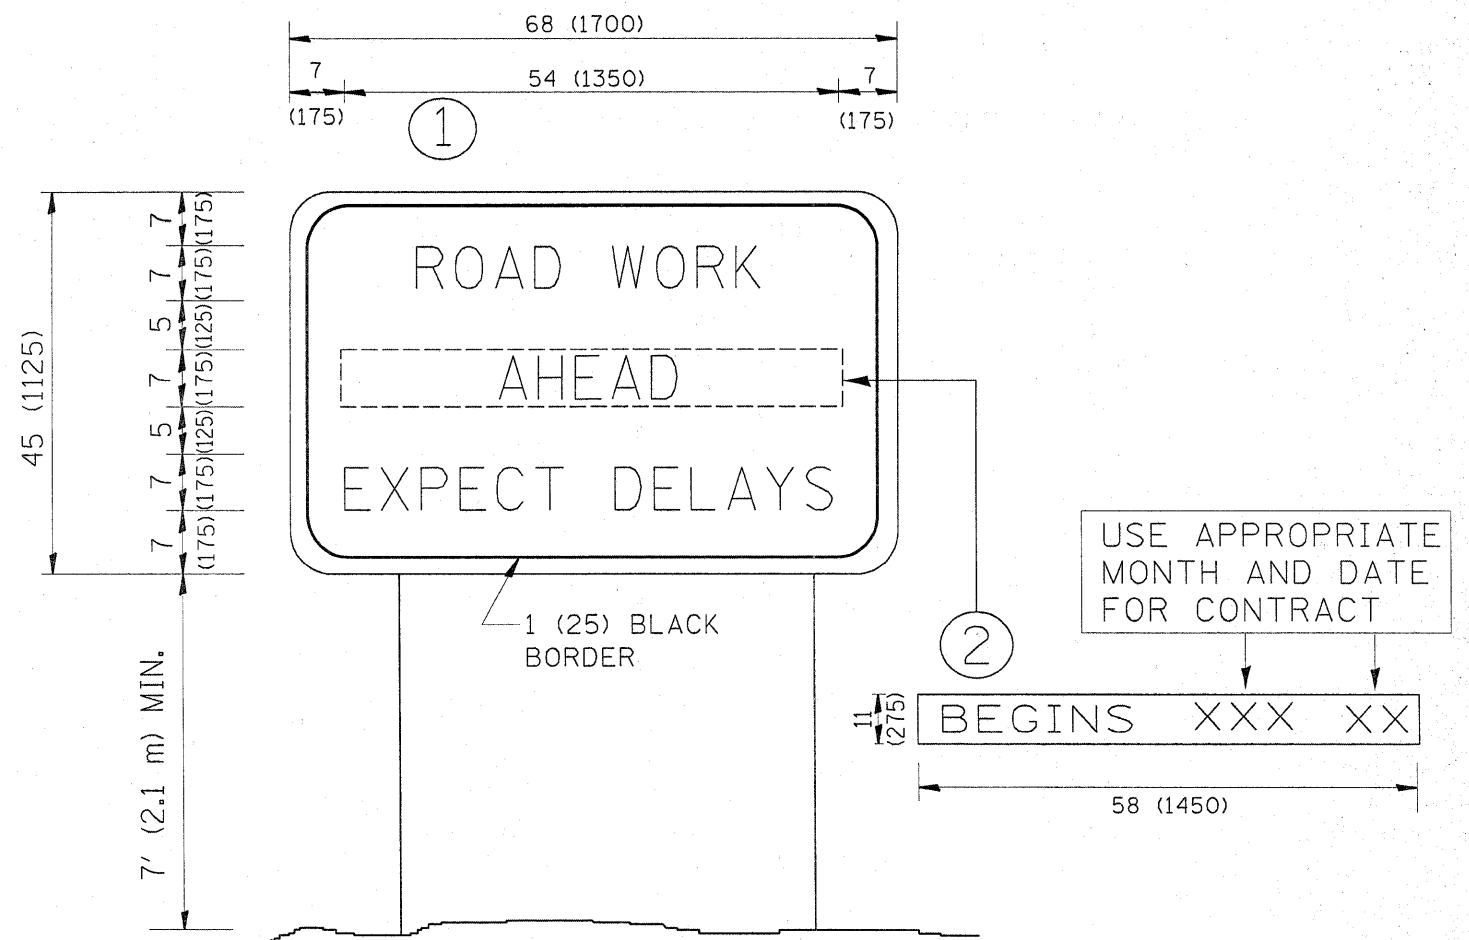 68 (1700)
7
54 (1350)
7
(175)
(175)
1
45 (1125)
7
(175)
7
(175)
5
(125)
7
(175)
5
(125)
7
(175)
7
(175)
ROAD WORK
AHEAD
EXPECT DELAYS
1 (25) BLACK
BORDER
7' (2.1 m) MIN.
2
USE APPROPRIATE
MONTH AND DATE
FOR CONTRACT
11
(275)
BEGINS XXX XX
58 (1450)